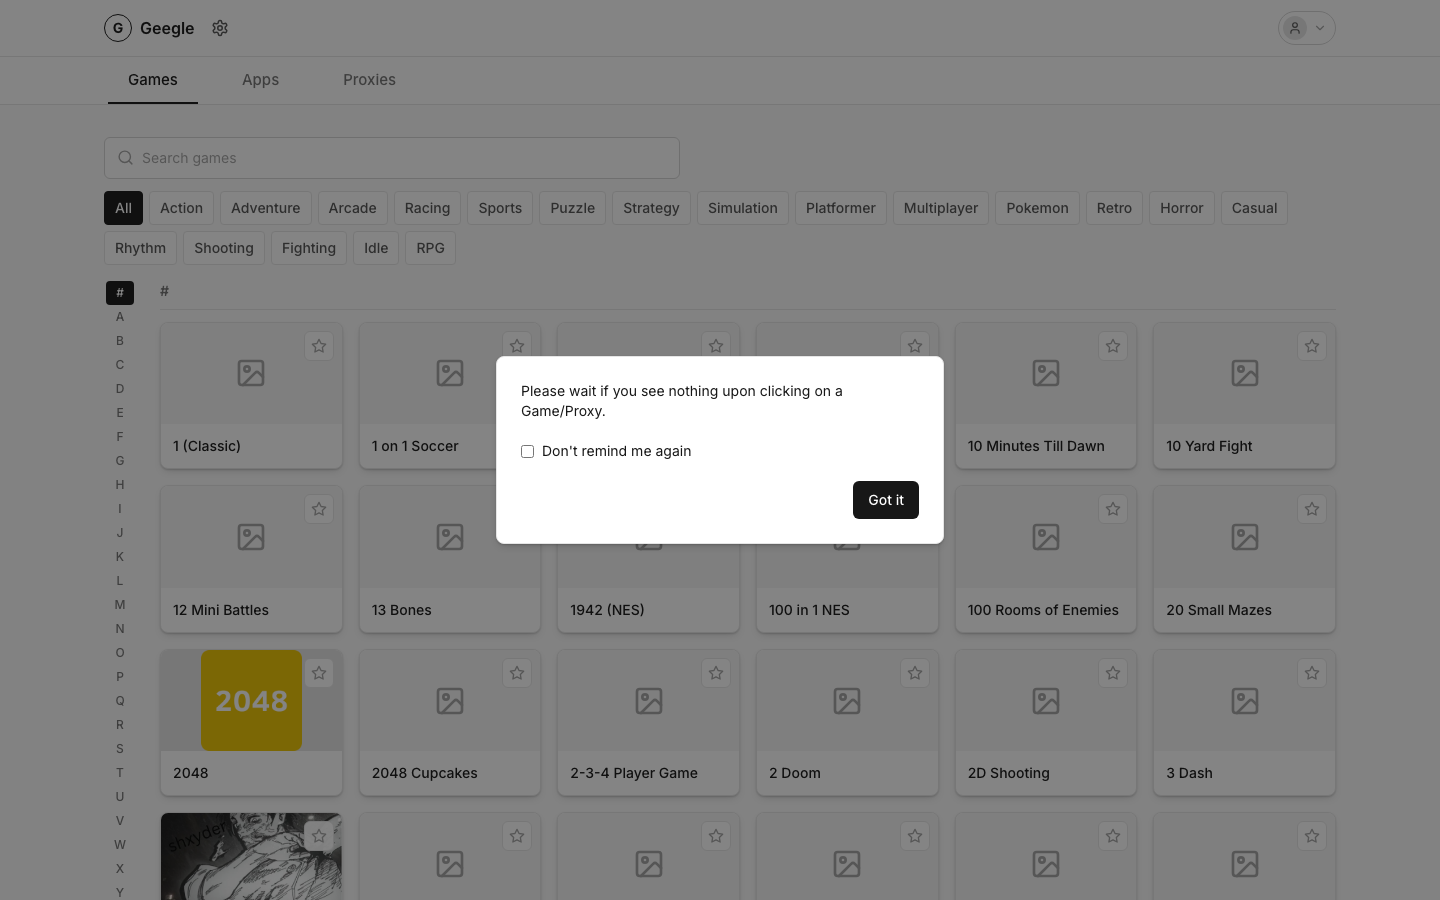 G Geegle
Games Apps Proxies
Search games
All Action Adventure Arcade Racing Sports Puzzle Strategy Simulation Platformer Multiplayer Pokemon Retro Horror Casual
Rhythm Shooting Fighting Idle RPG
# #
A
B
C
D
E
F
G
H
I
J
K
L
M
N
O
P
Q
R
S
T
U
V
W
X
Y
1 (Classic) 1 on 1 Soccer 10 Minutes Till Dawn 10 Yard Fight
Please wait if you see nothing upon clicking on a
Game/Proxy.
Don't remind me again
Got it
12 Mini Battles 13 Bones 1942 (NES) 100 in 1 NES 100 Rooms of Enemies 20 Small Mazes
2048
2048 2048 Cupcakes 2-3-4 Player Game 2 Doom 2D Shooting 3 Dash
shxyder